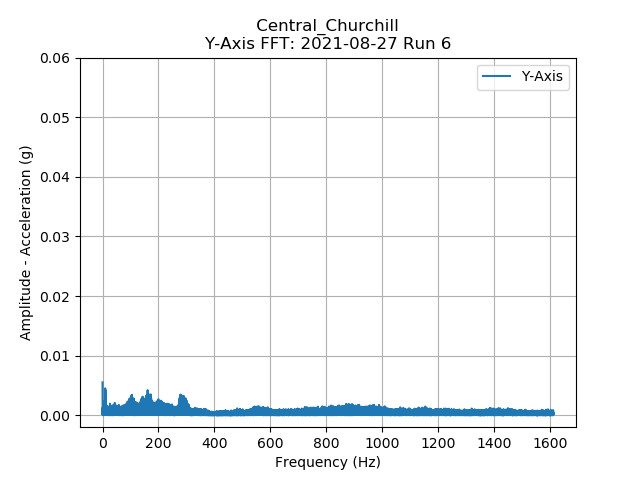 Central_Churchill
Y-Axis FFT: 2021-08-27 Run 6
Y-Axis
0.06
0.05
0.04
0.03
0.02
0.01
0.00
Amplitude - Acceleration (g)
0 200 400 600 800 1000 1200 1400 1600
Frequency (Hz)